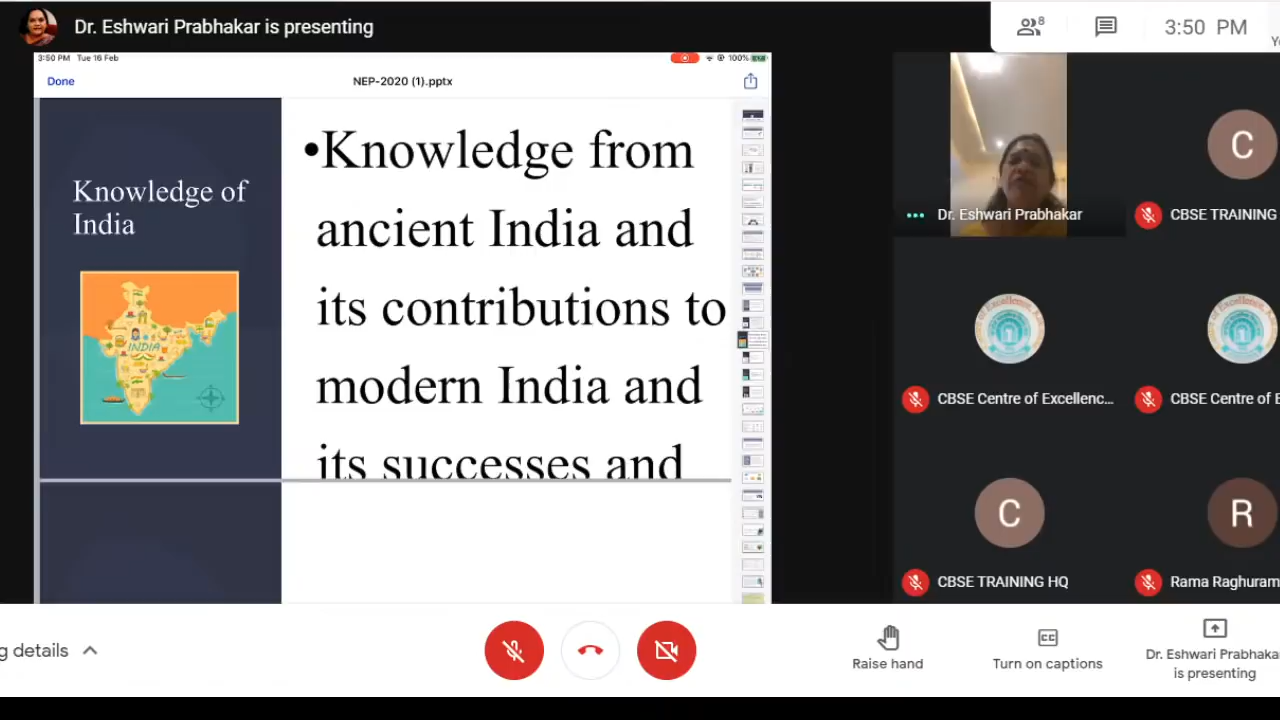 Dr. Eshwari Prabhakar is presenting
8
3:50 PM
3:50 PM Tue 16 Feb
100%
Done
NEP-2020 (1).pptx
Knowledge of
India
INDIA
•Knowledge from
ancient India and
its contributions to
modern India and
its successes and
Dr. Eshwari Prabhakar
C
CBSE TRAINING
CBSE Centre of Excellenc...
CBSE Centre of E
C
CBSE TRAINING HQ
R
Rama Raghuram
g details
Raise hand
CC
Turn on captions
Dr. Eshwari Prabhaka
is presenting